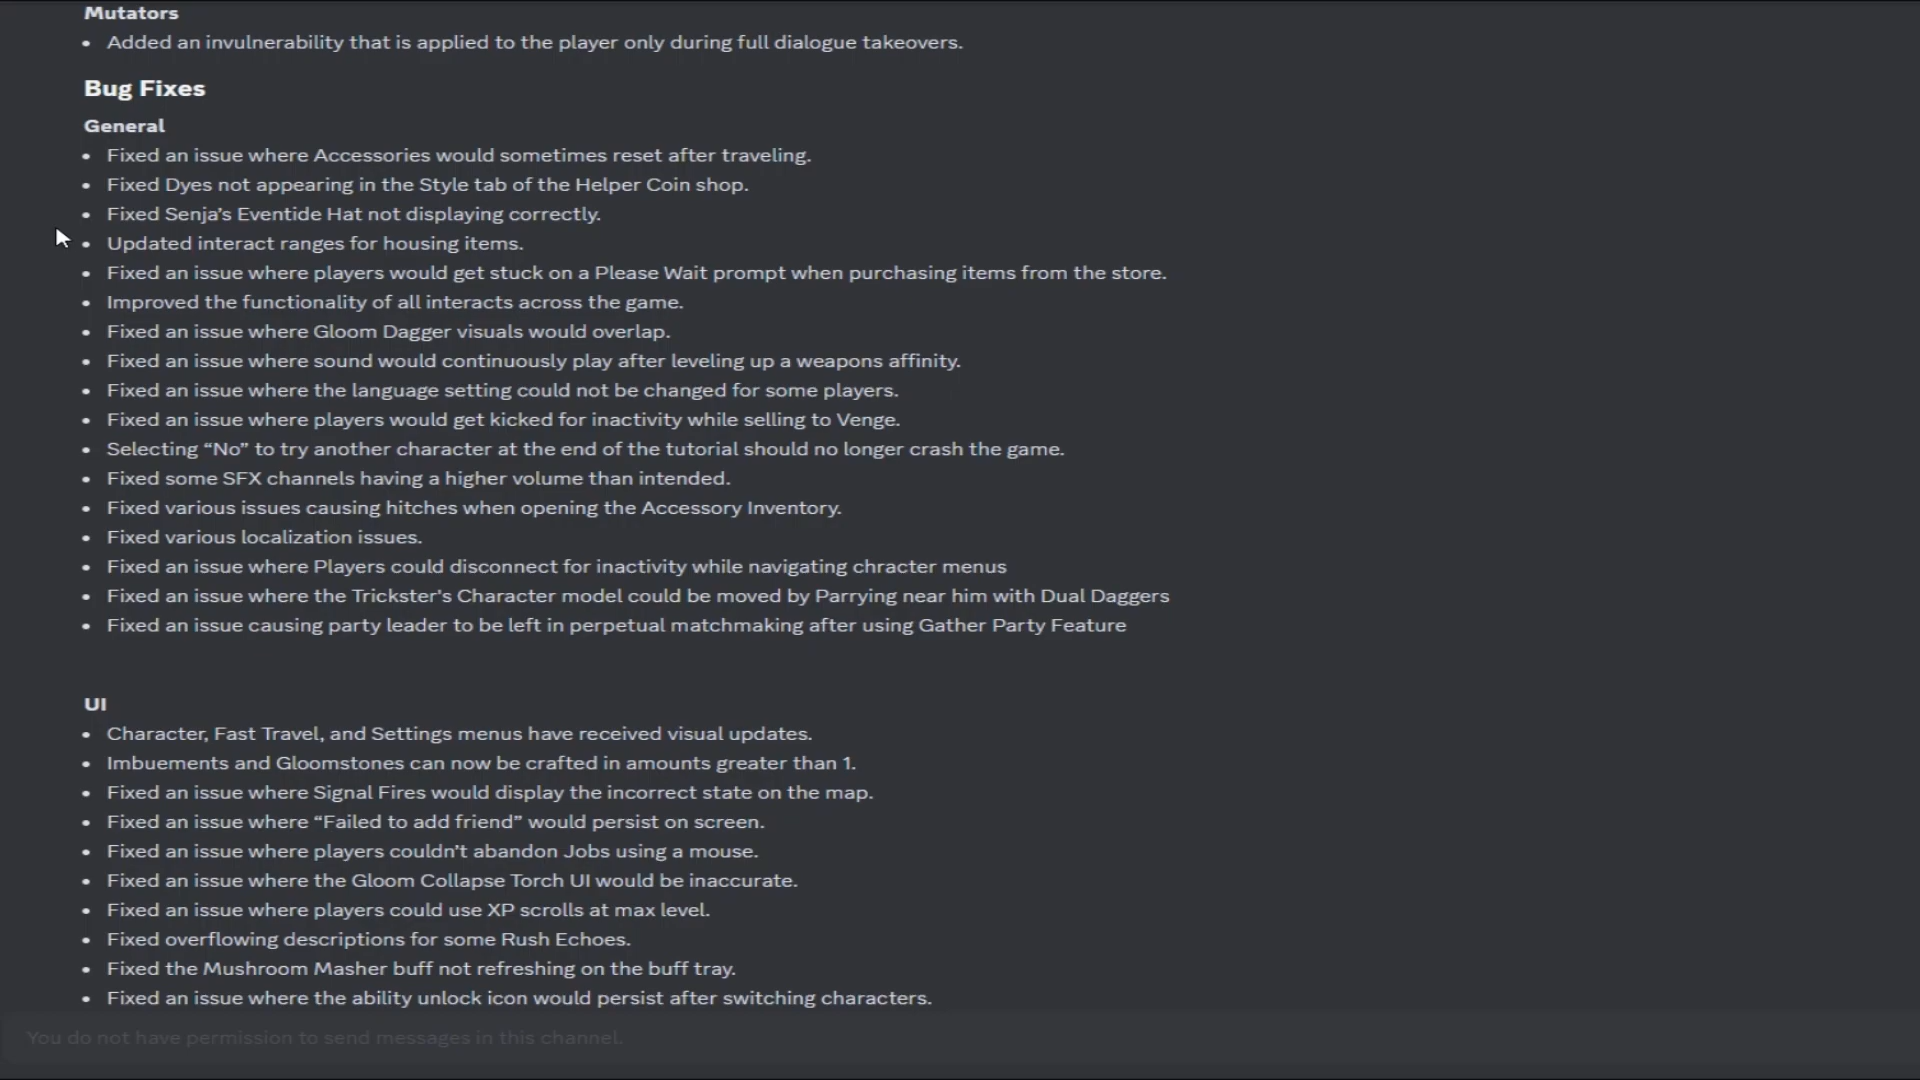 Mutators
• Added an invulnerability that is applied to the player only during full dialogue takeovers.
Bug Fixes
General
• Fixed an issue where Accessories would sometimes reset after traveling.
• Fixed Dyes not appearing in the Style tab of the Helper Coin shop.
• Fixed Senja’s Eventide Hat not displaying correctly.
• Updated interact ranges for housing items.
• Fixed an issue where players would get stuck on a Please Wait prompt when purchasing items from the store.
• Improved the functionality of all interacts across the game.
• Fixed an issue where Gloom Dagger visuals would overlap.
• Fixed an issue where sound would continuously play after leveling up a weapons affinity.
• Fixed an issue where the language setting could not be changed for some players.
• Fixed an issue where players would get kicked for inactivity while selling to Venge.
• Selecting “No” to try another character at the end of the tutorial should no longer crash the game.
• Fixed some SFX channels having a higher volume than intended.
• Fixed various issues causing hitches when opening the Accessory Inventory.
• Fixed various localization issues.
• Fixed an issue where Players could disconnect for inactivity while navigating chracter menus
• Fixed an issue where the Trickster's Character model could be moved by Parrying near him with Dual Daggers
• Fixed an issue causing party leader to be left in perpetual matchmaking after using Gather Party Feature
UI
• Character, Fast Travel, and Settings menus have received visual updates.
• Imbuements and Gloomstones can now be crafted in amounts greater than 1.
• Fixed an issue where Signal Fires would display the incorrect state on the map.
• Fixed an issue where “Failed to add friend” would persist on screen.
• Fixed an issue where players couldn’t abandon Jobs using a mouse.
• Fixed an issue where the Gloom Collapse Torch UI would be inaccurate.
• Fixed an issue where players could use XP scrolls at max level.
• Fixed overflowing descriptions for some Rush Echoes.
• Fixed the Mushroom Masher buff not refreshing on the buff tray.
• Fixed an issue where the ability unlock icon would persist after switching characters.
You do not have permission to send messages in this channel.